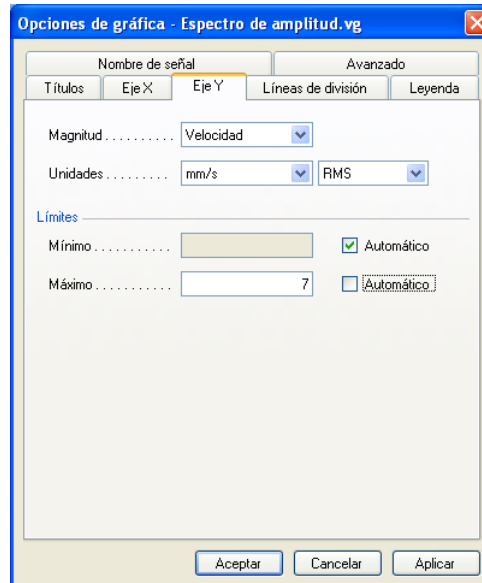 Opciones de gráfica - Espectro de amplitud.vg
Nombre de señal Avanzado
Títulos Eje X Eje Y Líneas de división Leyenda
Magnitud . . . . . . . . . . Velocidad
Unidades . . . . . . . . . mm/s RMS
Límites
Mínimo . . . . . . . . . . . Automático
Máximo . . . . . . . . . . . 7 Automático
Aceptar Cancelar Aplicar